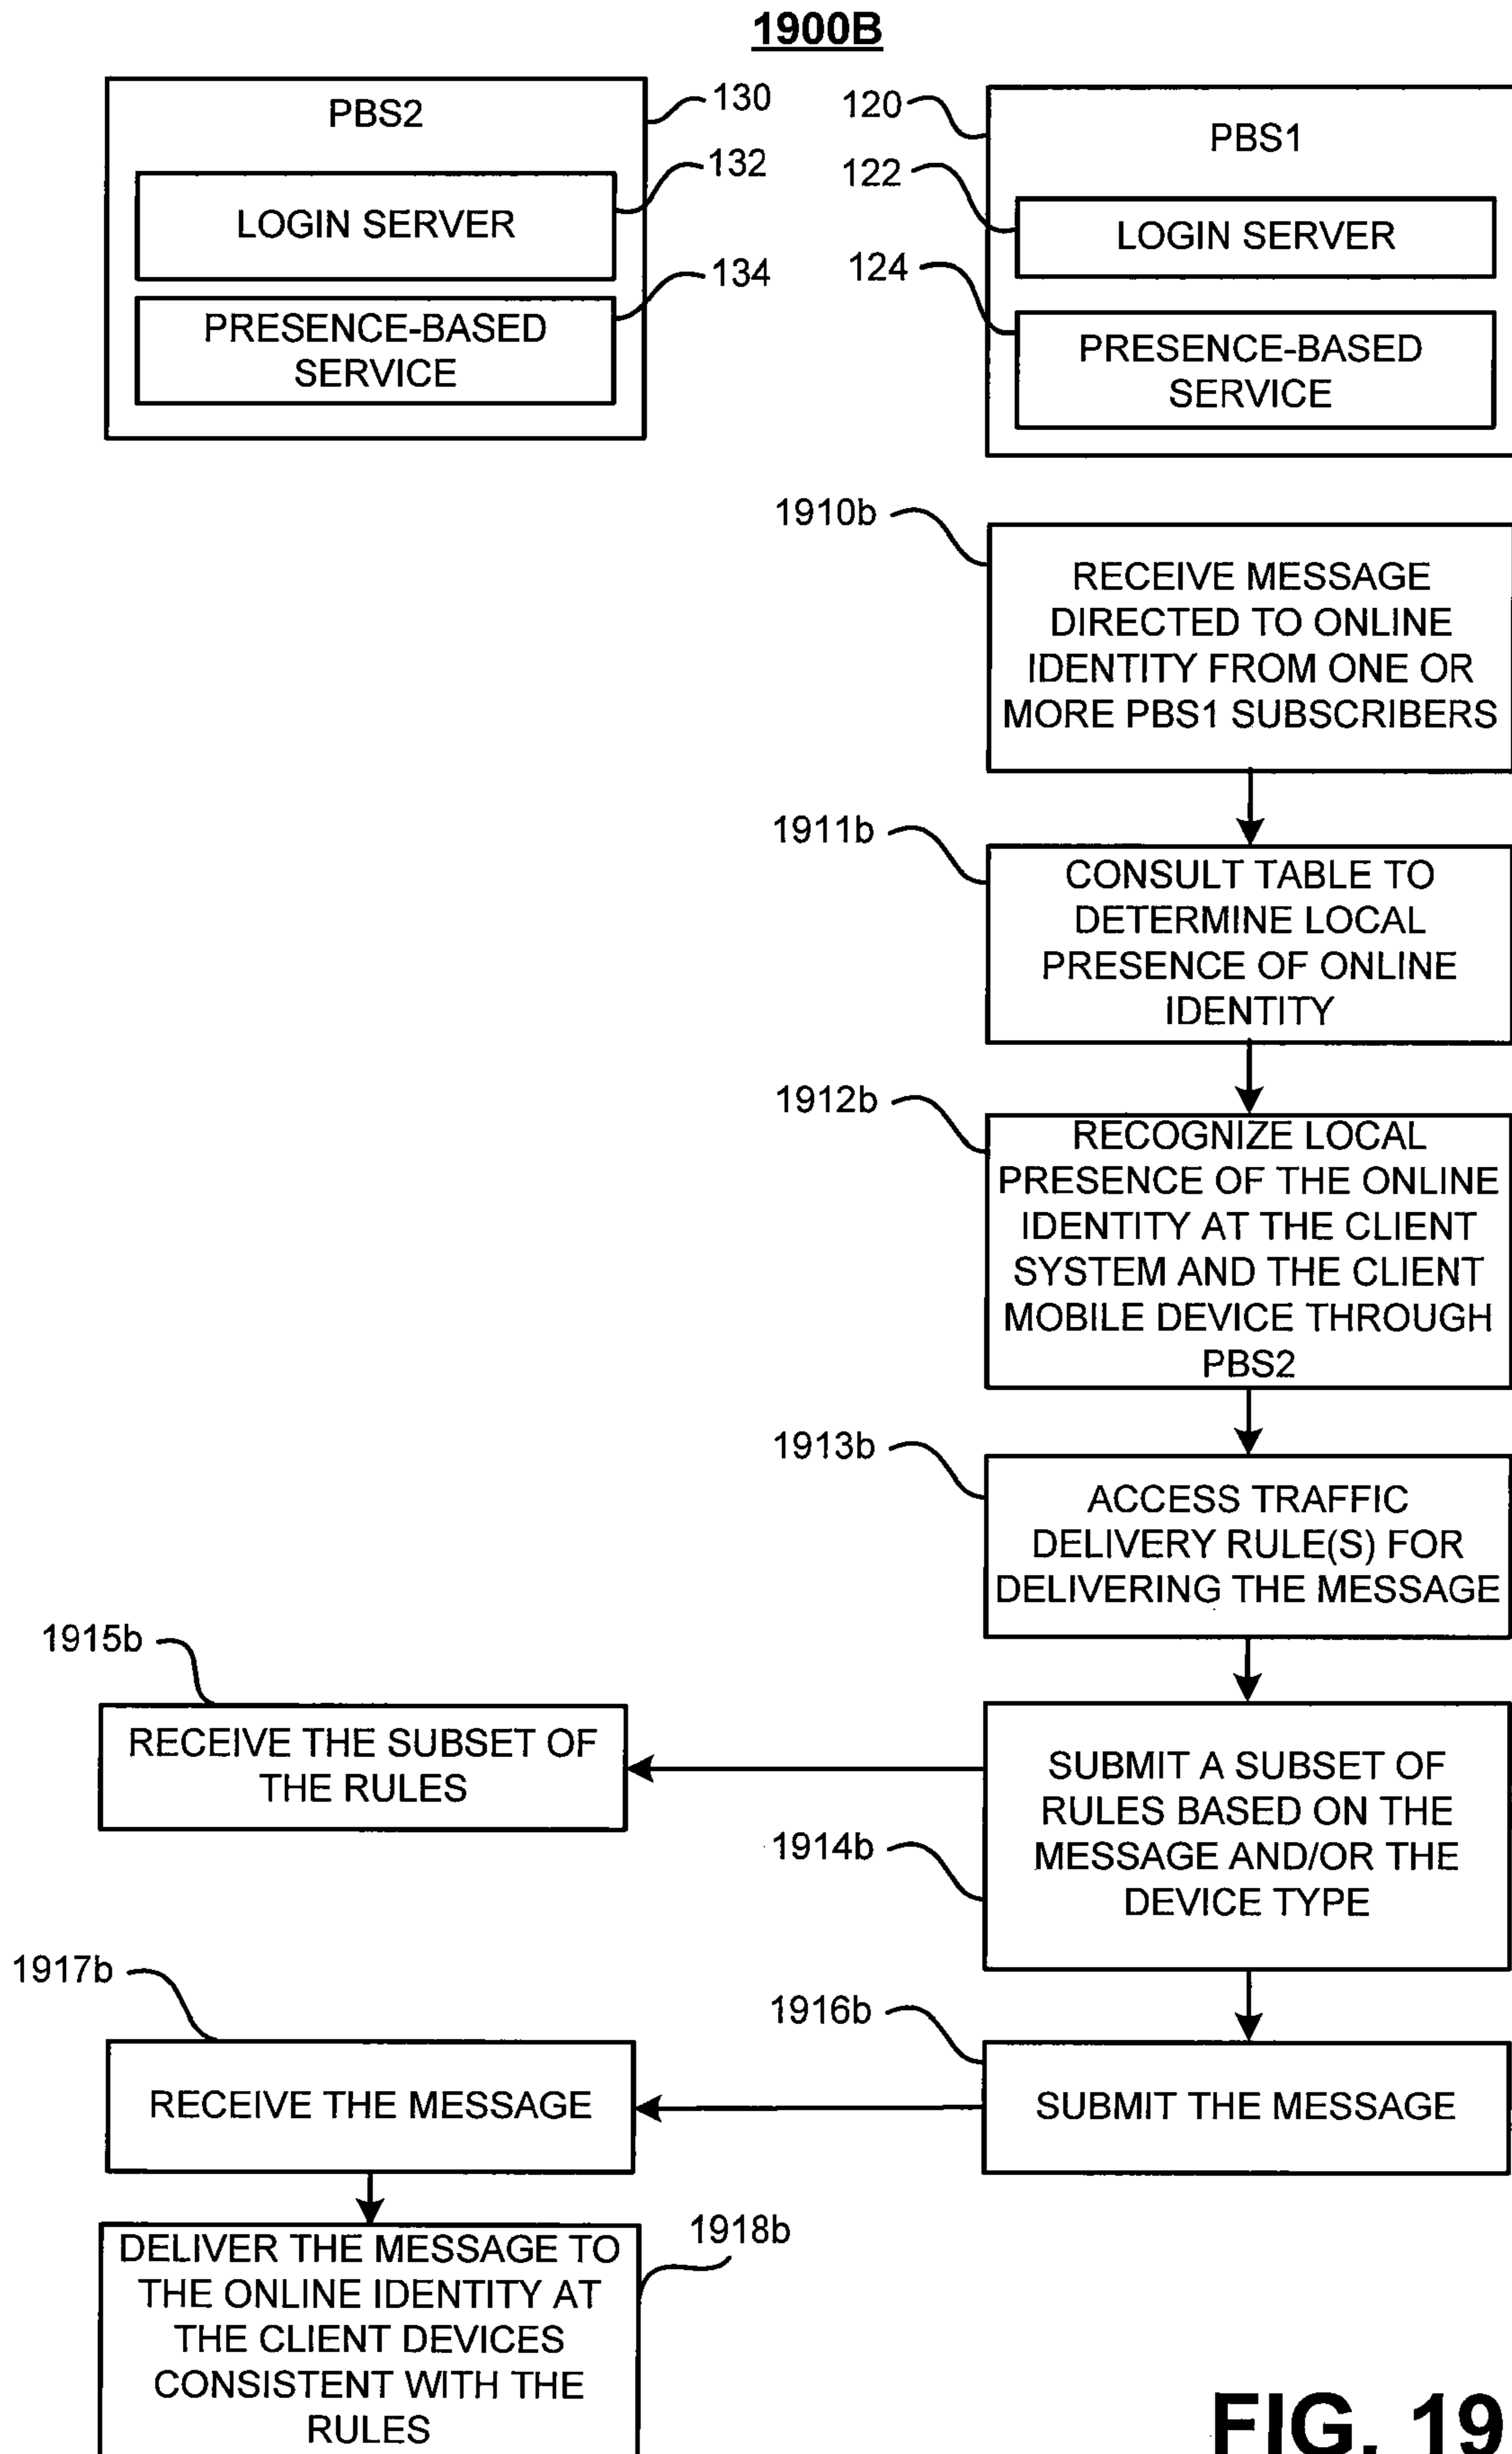 1900B
PBS2
130
LOGIN SERVER
132
PRESENCE-BASED
SERVICE
134
120
PBS1
122
LOGIN SERVER
124
PRESENCE-BASED
SERVICE
1910b
RECEIVE MESSAGE
DIRECTED TO ONLINE
IDENTITY FROM ONE OR
MORE PBS1 SUBSCRIBERS
1911b
CONSULT TABLE TO
DETERMINE LOCAL
PRESENCE OF ONLINE
IDENTITY
1912b
RECOGNIZE LOCAL
PRESENCE OF THE ONLINE
IDENTITY AT THE CLIENT
SYSTEM AND THE CLIENT
MOBILE DEVICE THROUGH
PBS2
1913b
ACCESS TRAFFIC
DELIVERY RULE(S) FOR
DELIVERING THE MESSAGE
1914b
SUBMIT A SUBSET OF
RULES BASED ON THE
MESSAGE AND/OR THE
DEVICE TYPE
1915b
RECEIVE THE SUBSET OF
THE RULES
1916b
SUBMIT THE MESSAGE
1917b
RECEIVE THE MESSAGE
1918b
DELIVER THE MESSAGE TO
THE ONLINE IDENTITY AT
THE CLIENT DEVICES
CONSISTENT WITH THE
RULES
FIG. 19